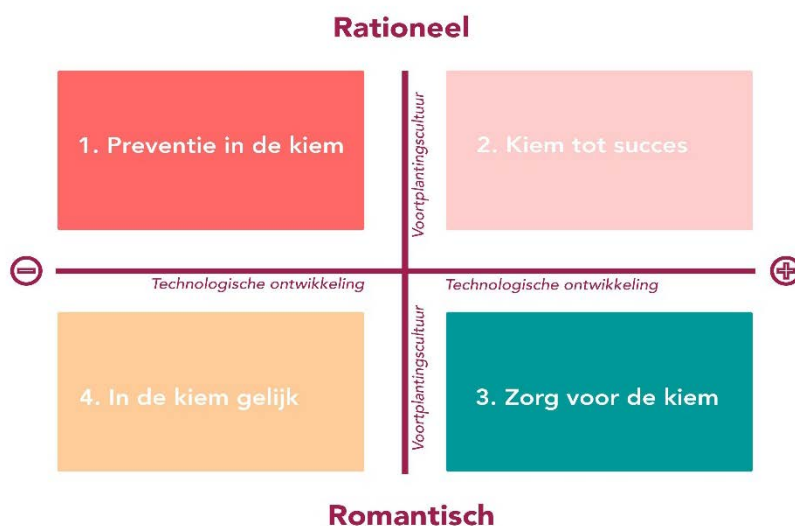 Rationeel
Voortplantingscultuur
1. Preventie in de kiem
2. Kiem tot succes
Technologische ontwikkeling
Technologische ontwikkeling
Voortplantingscultuur
4. In de kiem gelijk
3. Zorg voor de kiem
Romantisch